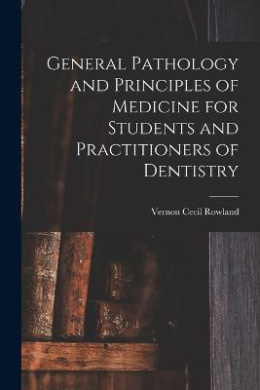 General Pathology
and Principles of
Medicine for
Students and
Practitioners of
Dentistry
Vernon Cecil Rowland